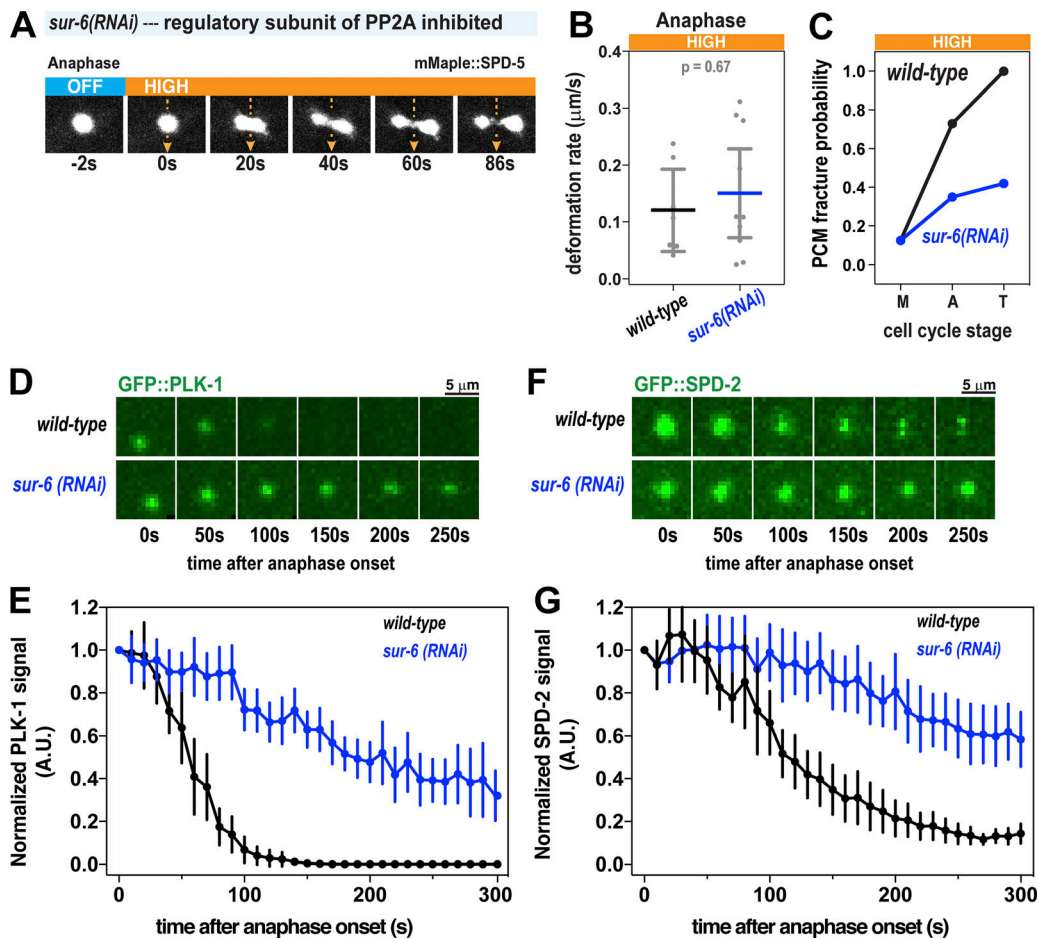 A
sur-6(RNAi) --- regulatory subunit of PP2A inhibited
Anaphase
mMaple::SPD-5
OFF
HIGH
-2s
0s
20s
40s
60s
86s
B
Anaphase
HIGH
p = 0.67
deformation rate (μm/s)
0.4
0.3
0.2
0.1
0.0
wild-type
sur-6(RNAi)
C
HIGH
wild-type
sur-6(RNAi)
PCM fracture probability
1.0
0.8
0.6
0.4
0.2
0.0
M
A
T
cell cycle stage
D
GFP::PLK-1
5 μm
wild-type
sur-6 (RNAi)
0s
50s
100s
150s
200s
250s
time after anaphase onset
F
GFP::SPD-2
5 μm
wild-type
sur-6 (RNAi)
0s
50s
100s
150s
200s
250s
time after anaphase onset
E
wild-type
sur-6 (RNAi)
Normalized PLK-1 signal
(A.U.)
1.2
1.0
0.8
0.6
0.4
0.2
0.0
0
100
200
300
time after anaphase onset (s)
G
wild-type
sur-6 (RNAi)
Normalized SPD-2 signal
(A.U.)
1.2
1.0
0.8
0.6
0.4
0.2
0.0
0
100
200
300
time after anaphase onset (s)